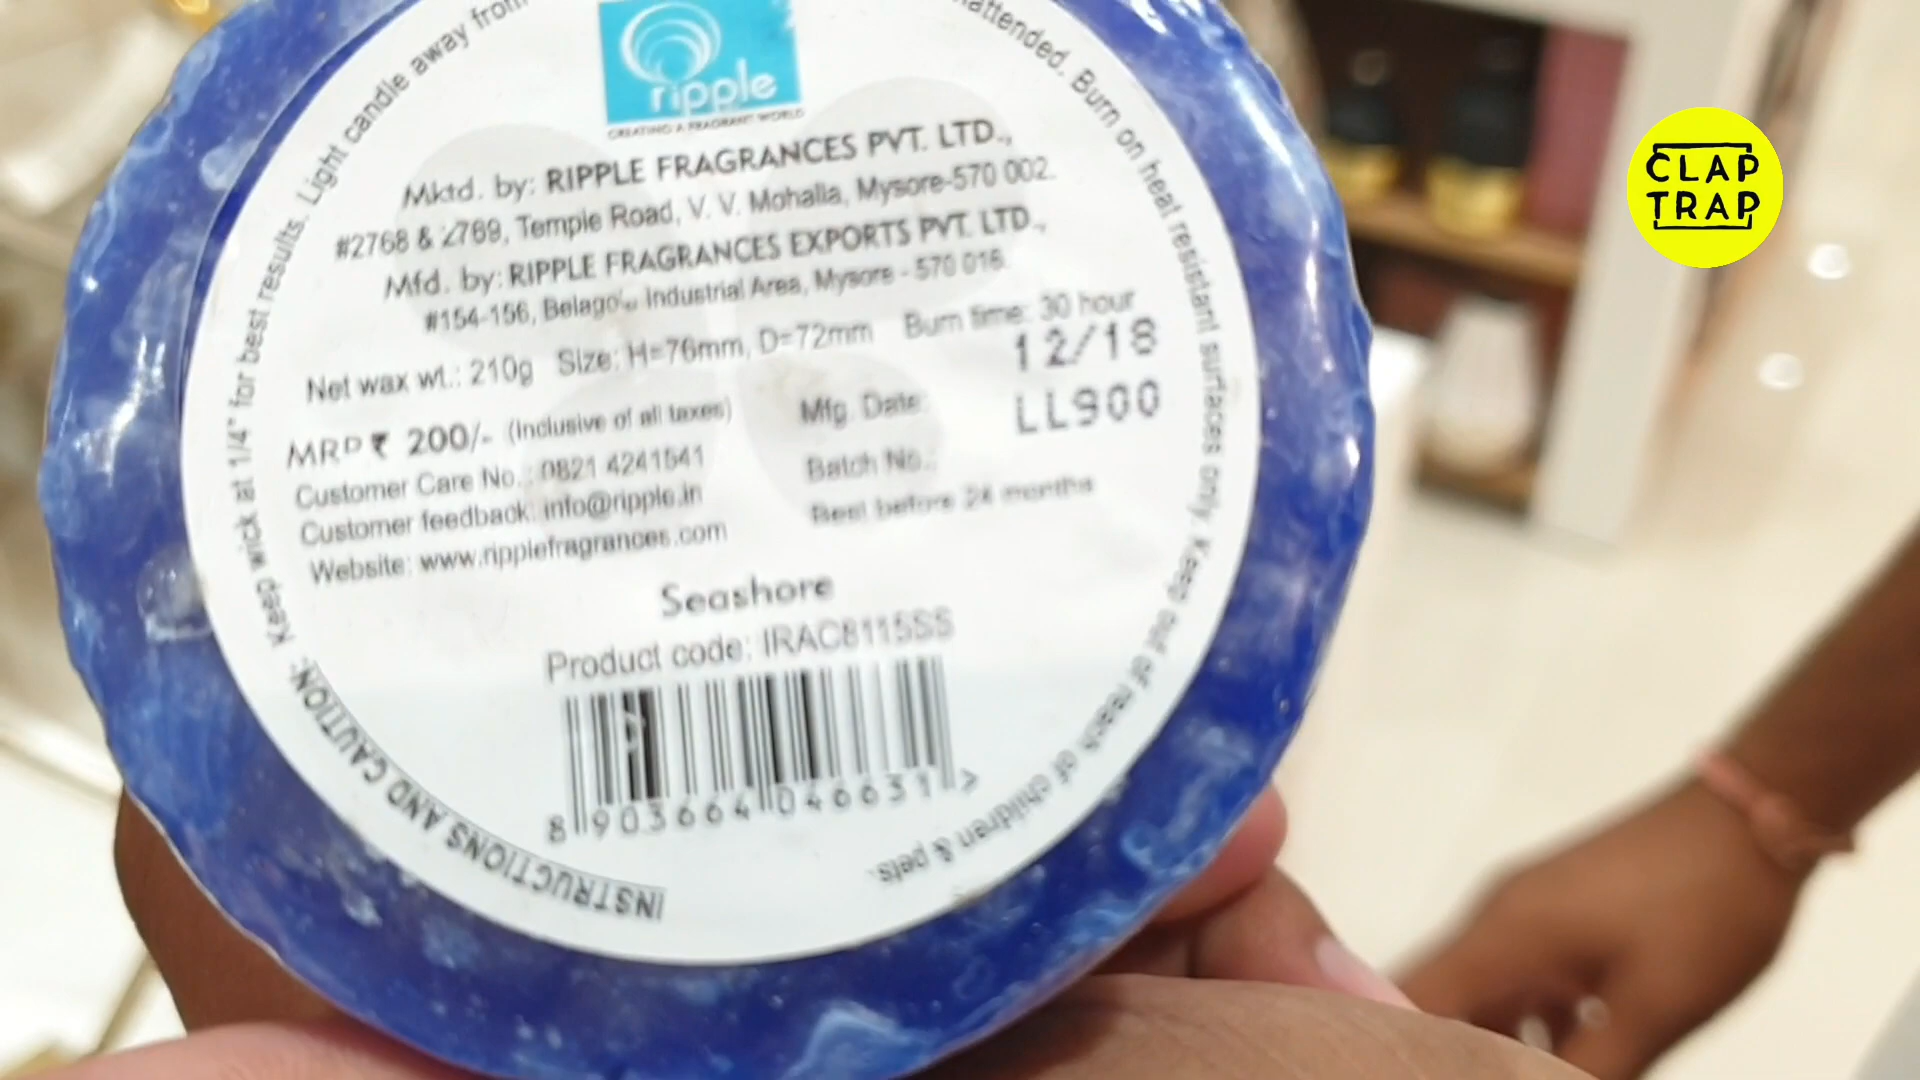 ripple
CREATING A FRAGRANT WORLD
Mktd. by: RIPPLE FRAGRANCES PVT. LTD.,
#2768 & 2769, Temple Road, V. V. Mohalla, Mysore-570 002.
Mfd. by: RIPPLE FRAGRANCES EXPORTS PVT. LTD.,
#154-156, Industrial Area, Mysore - 570 016.
Net wax wt.: 210g Size: H=76mm, D=72mm Burn time: 30 hour
MRP ₹ 200/- (Inclusive of all taxes)
Mfg. Date: 12/18
Customer Care No.: 0821 4241541
Batch No.: LL900
Customer feedback: info@ripple.in
Best before 24 months
Website: www.ripplefragrances.com
Seashore
Product code: IRAC8115SS
8 903664 046631 >
INSTRUCTIONS AND CAUTION: Keep wick at 1/4" for best results. Light candle away from
unattended. Burn on heat resistant surfaces only. Keep out of reach of children & pets.
CLAP
TRAP